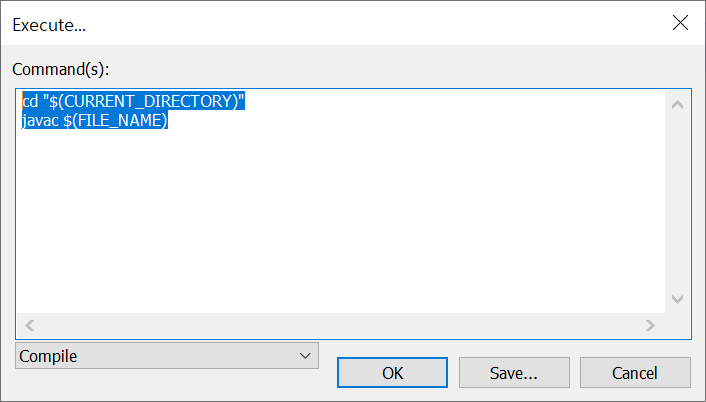 Execute...
Command(s):
cd "$(CURRENT_DIRECTORY)"
javac $(FILE_NAME)
Compile
OK
Save...
Cancel